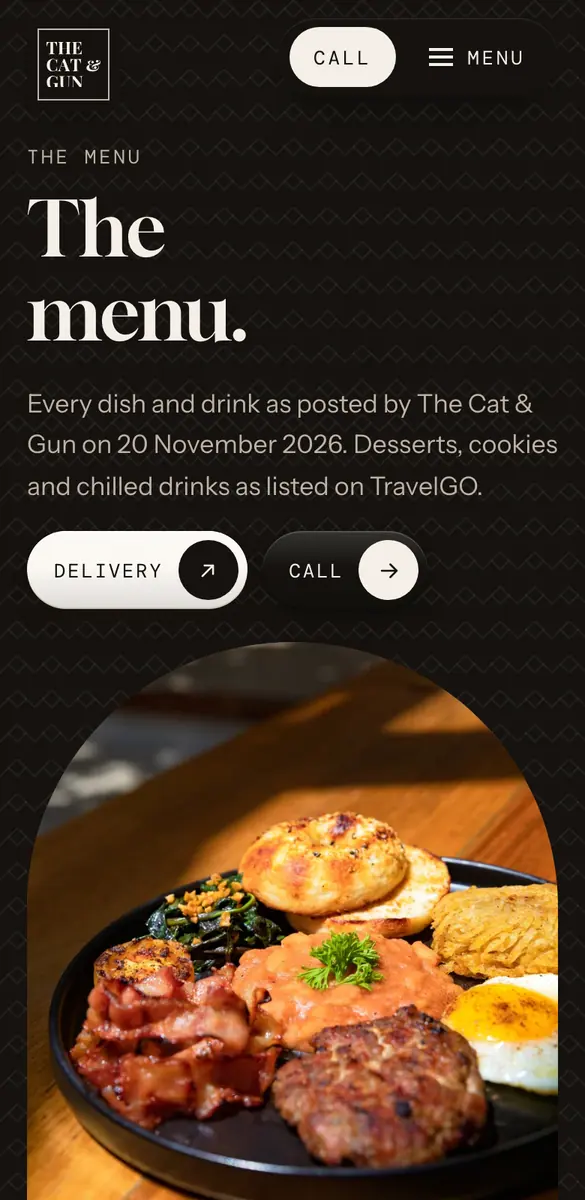 THE
CAT &
GUN
CALL
MENU
THE MENU
The
menu.
Every dish and drink as posted by The Cat &
Gun on 20 November 2026. Desserts, cookies
and chilled drinks as listed on TravelGO.
DELIVERY
CALL